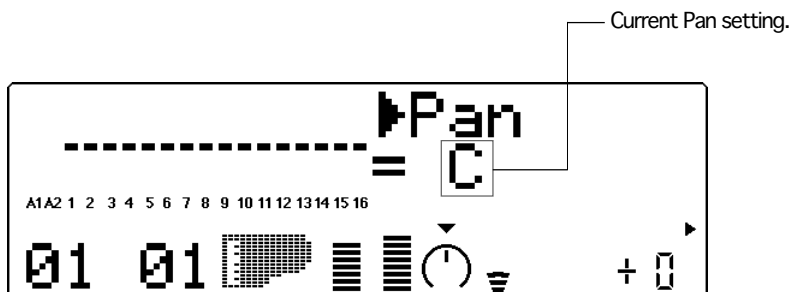 Current Pan setting.
Pan
= C
A1 A2 1 2 3 4 5 6 7 8 9 10 11 12 13 14 15 16
01 01 ÷ 0